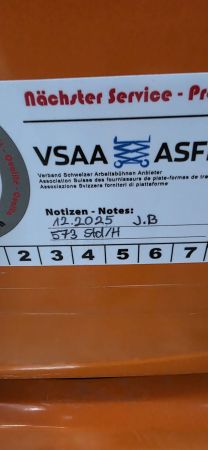 Nächster Service - Pr
VSAA ASF
Verband Schweizer Arbeitsbühnen Anbieter
Association Suisse des fournisseurs de plate-formes de tra
Associazione Svizzera fornitori di piattaforme
Notizen - Notes:
12.2025 J.B
573 Std/H
2 3 4 5 6 7